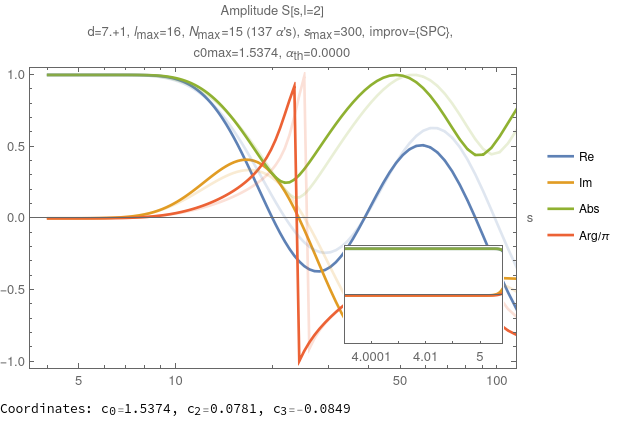 Amplitude S[s,l=2]
d=7.+1, lmax=16, Nmax=15 (137 α's), smax=300, improv={SPC},
c0max=1.5374, αth=0.0000
1.0
0.5
0.0
−0.5
−1.0
5
10
50
100
s
4.0001
4.01
5
Re
Im
Abs
Arg/π
Coordinates: c0=1.5374, c2=0.0781, c3=-0.0849